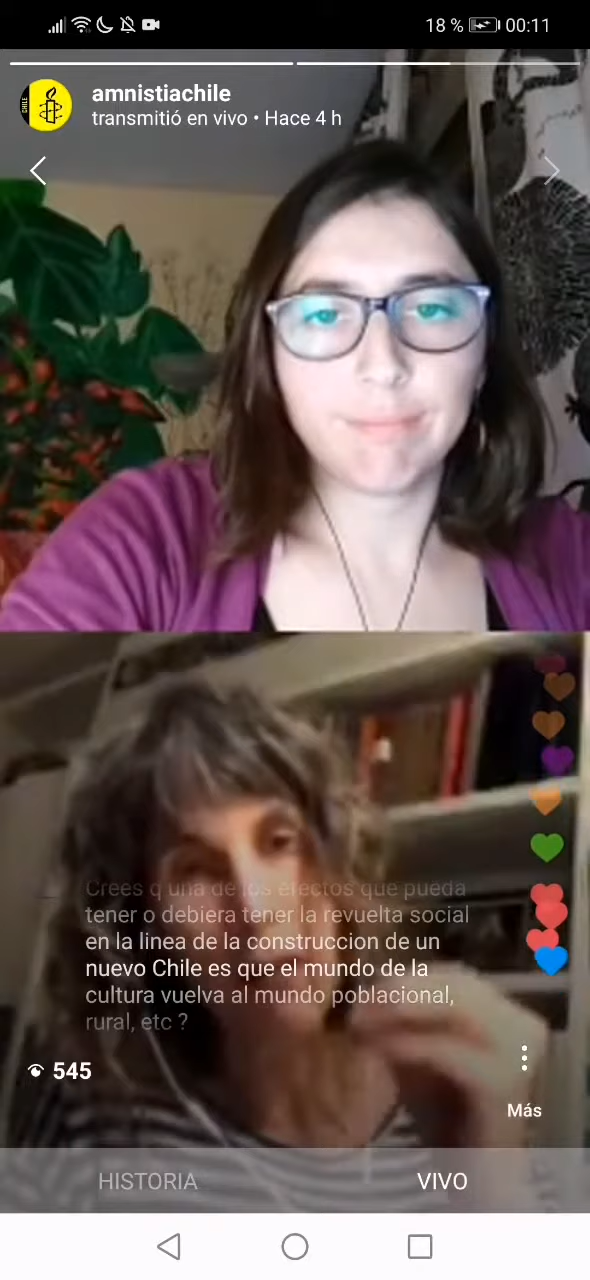 18 % 00:11
CHILE
amnistiachile
transmitió en vivo • Hace 4 h
Crees q una de los efectos que pueda
tener o debiera tener la revuelta social
en la linea de la construccion de un
nuevo Chile es que el mundo de la
cultura vuelva al mundo poblacional,
rural, etc ?
545
Más
HISTORIA VIVO